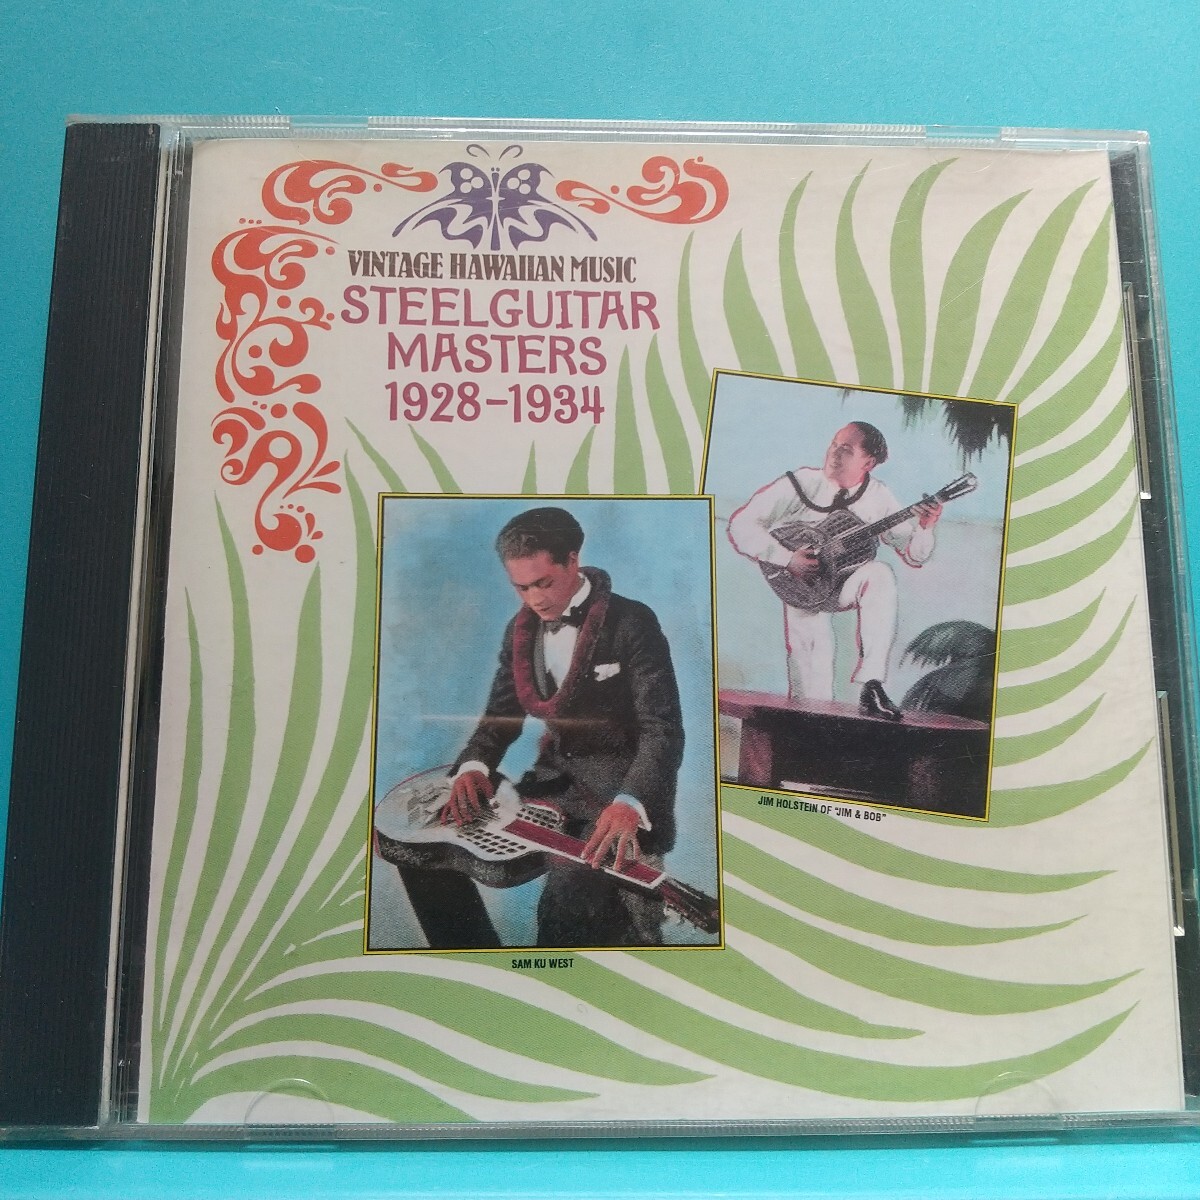 VINTAGE HAWAIIAN MUSIC
STEELGUITAR
MASTERS
1928-1934
JIM HOLSTEIN OF "JIM & BOB"
SAM KU WEST